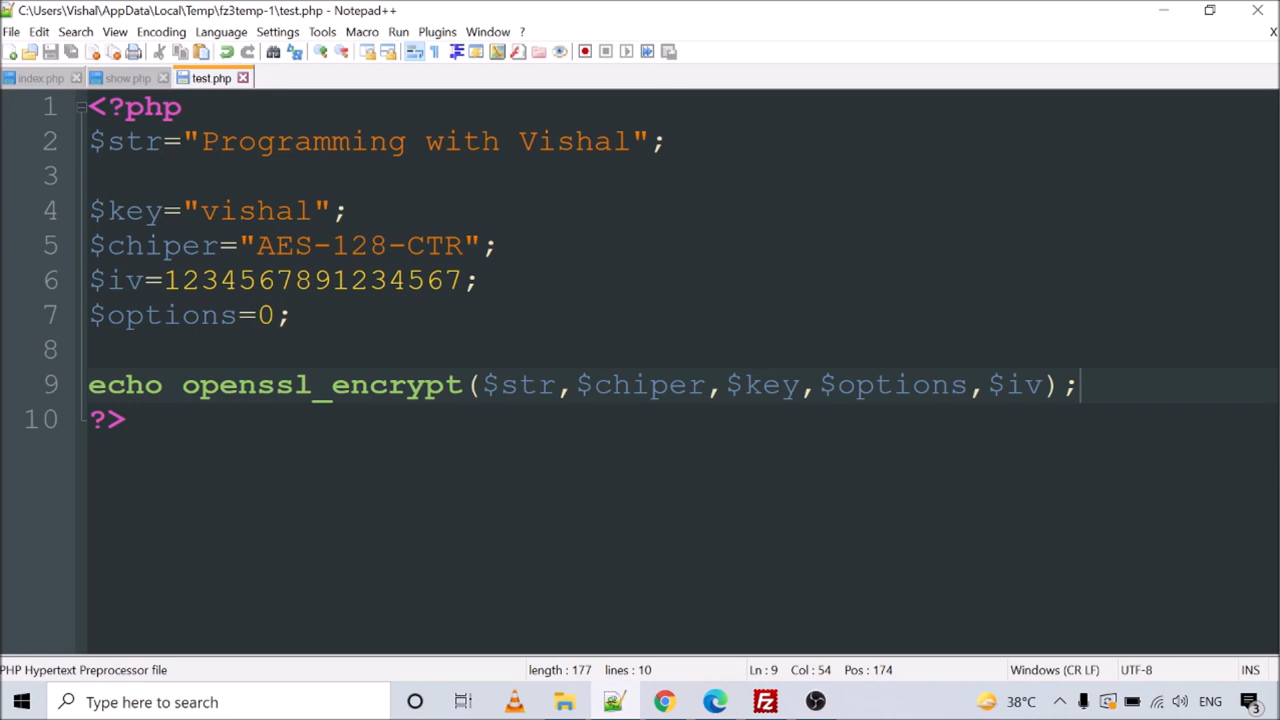 C:\Users\Vishal\AppData\Local\Temp\fz3temp-1\test.php - Notepad++
File Edit Search View Encoding Language Settings Tools Macro Run Plugins Window ? X
index.php show.php test.php
1 <?php
2 $str="Programming with Vishal";
3
4 $key="vishal";
5 $chiper="AES-128-CTR";
6 $iv=1234567891234567;
7 $options=0;
8
9 echo openssl_encrypt($str,$chiper,$key,$options,$iv);
10 ?>
PHP Hypertext Preprocessor file length : 177 lines : 10 Ln : 9 Col : 54 Pos : 174 Windows (CR LF) UTF-8 INS
Type here to search 38°C ENG 3